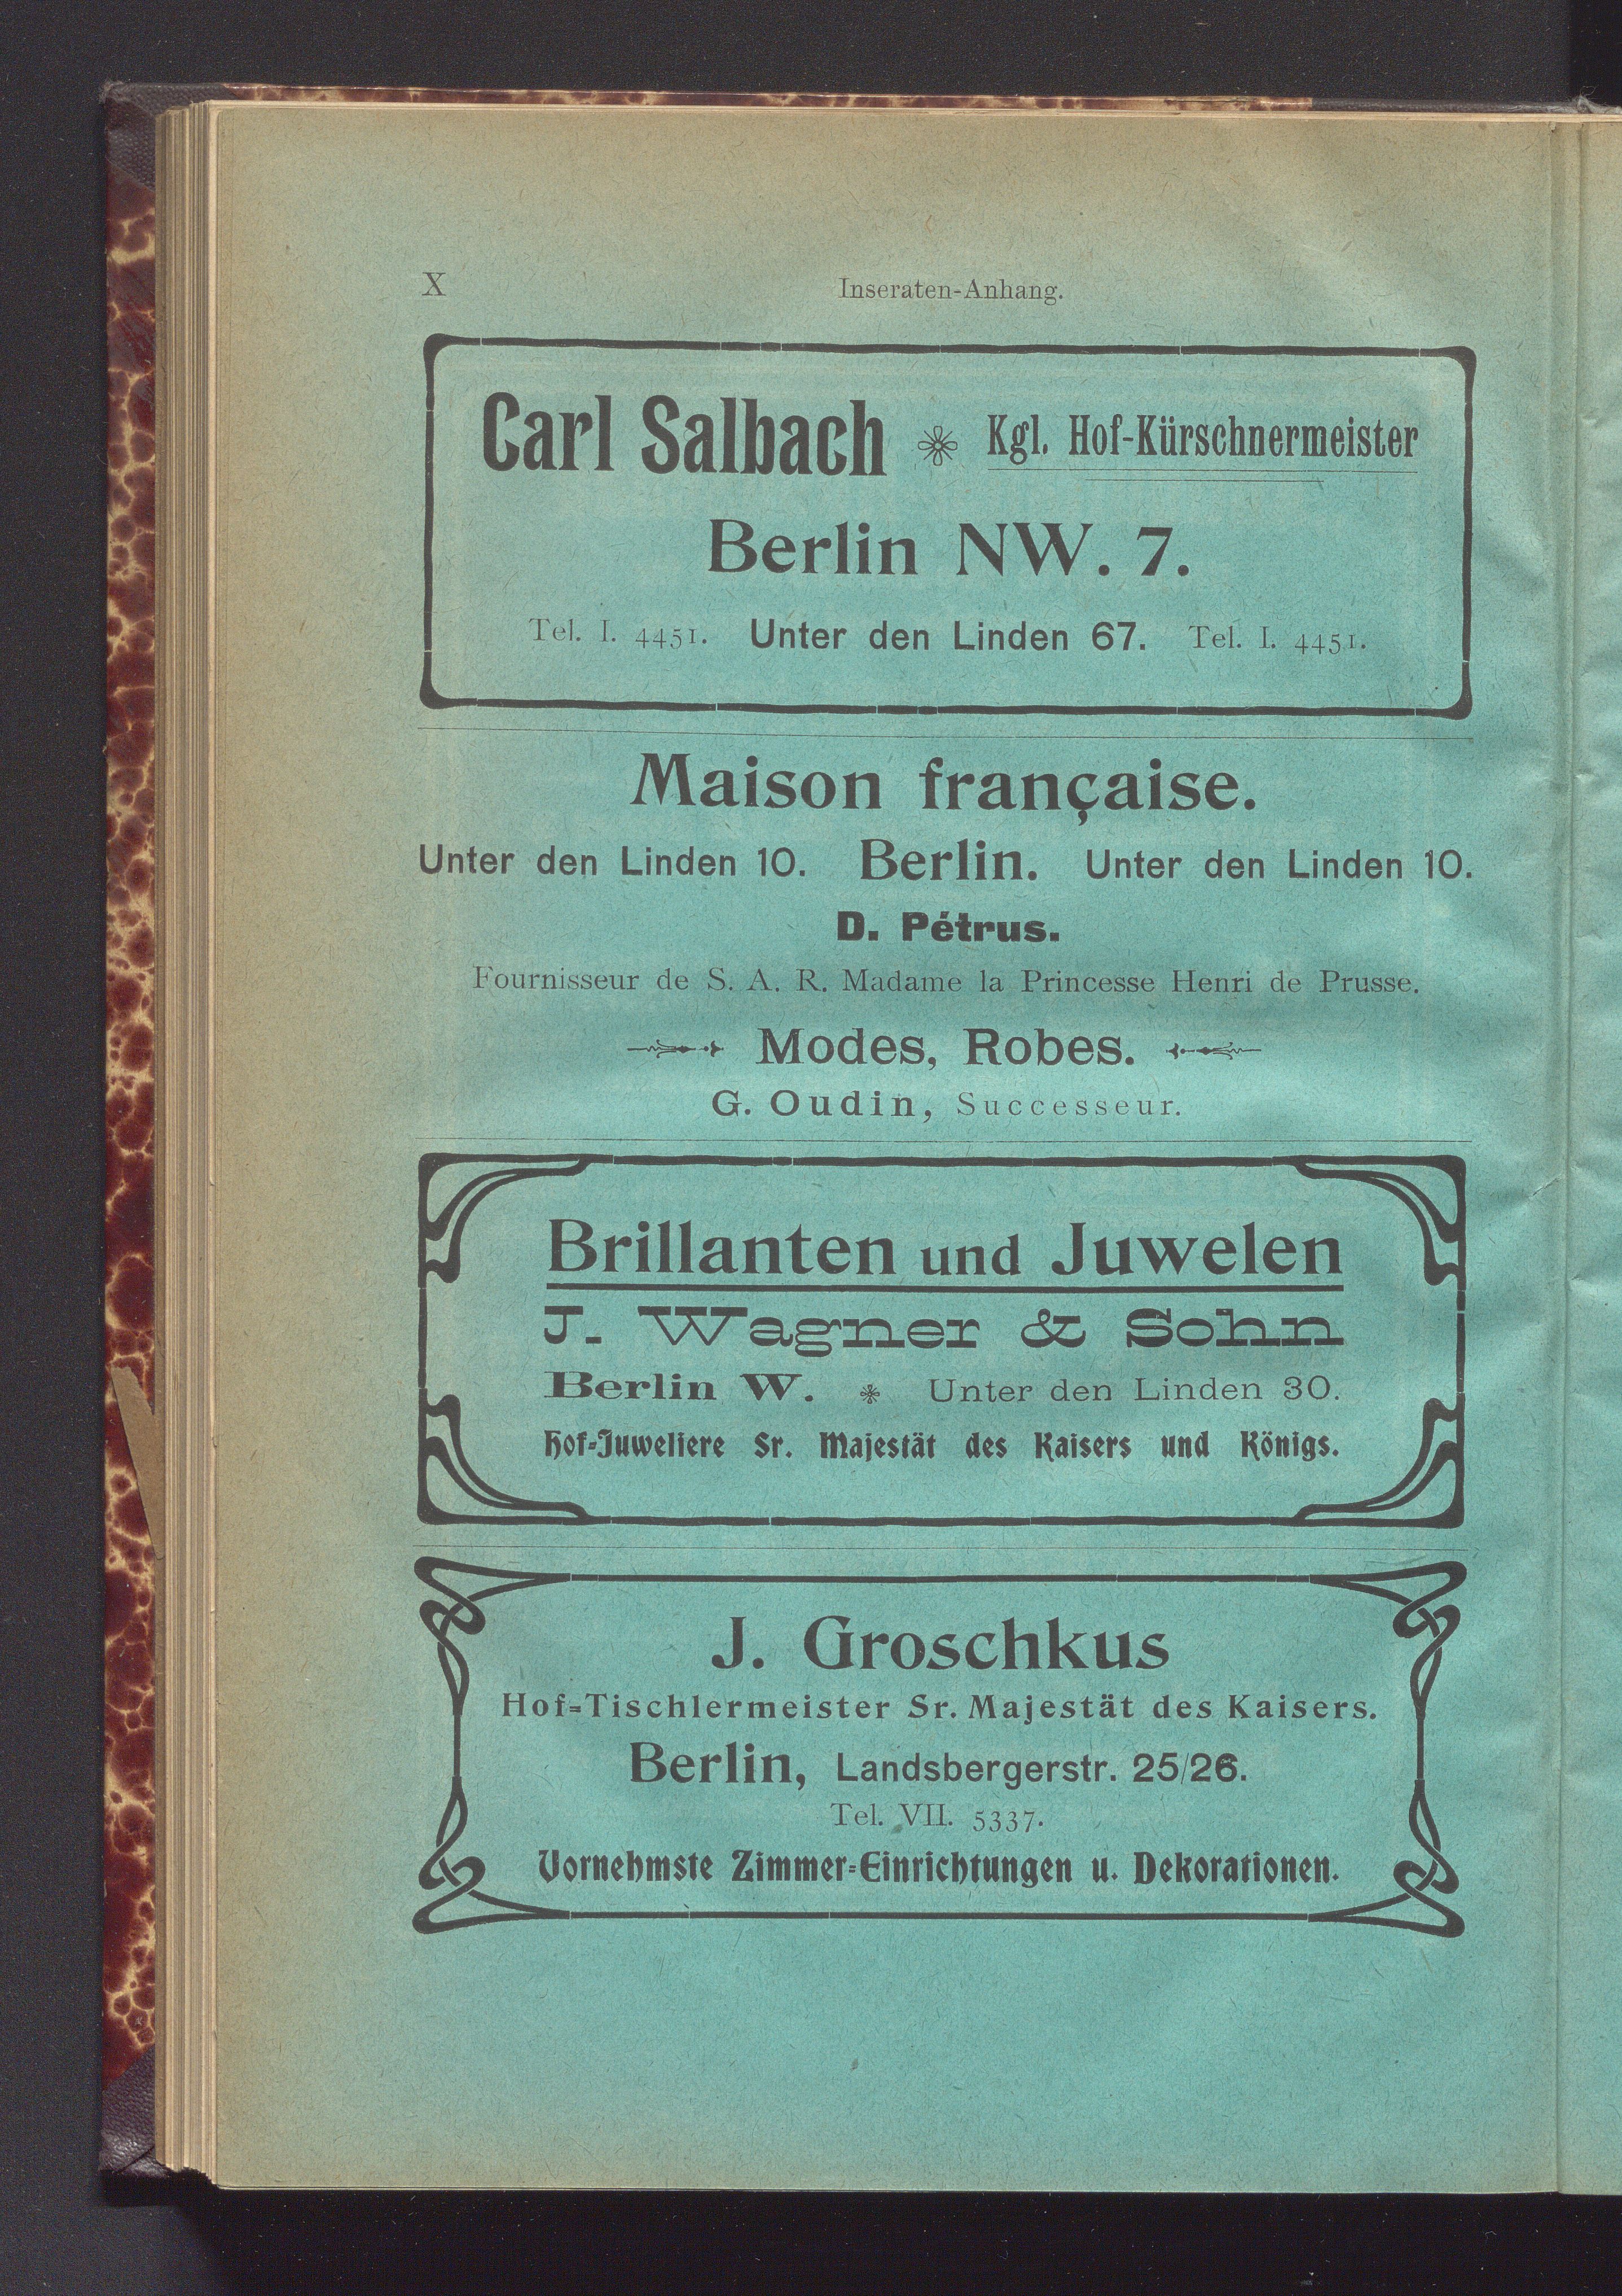 X Inseraten-Anhang.
Carl Salbach Kgl. Hof-Kürschnermeister
Berlin NW. 7.
Tel. I. 4451. Unter den Linden 67. Tel. I. 4451.
Maison française.
Unter den Linden 10. Berlin. Unter den Linden 10.
D. Pétrus.
Fournisseur de S. A. R. Madame la Princesse Henri de Prusse.
Modes, Robes.
G. Oudin, Successeur.
Brillanten und Juwelen
J. Wagner & Sohn
Berlin W. Unter den Linden 30.
Hof-Juweliere Sr. Majestät des Kaisers und Königs.
J. Groschkus
Hof-Tischlermeister Sr. Majestät des Kaisers.
Berlin, Landsbergerstr. 25/26.
Tel. VII. 5337.
Vornehmste Zimmer-Einrichtungen u. Dekorationen.